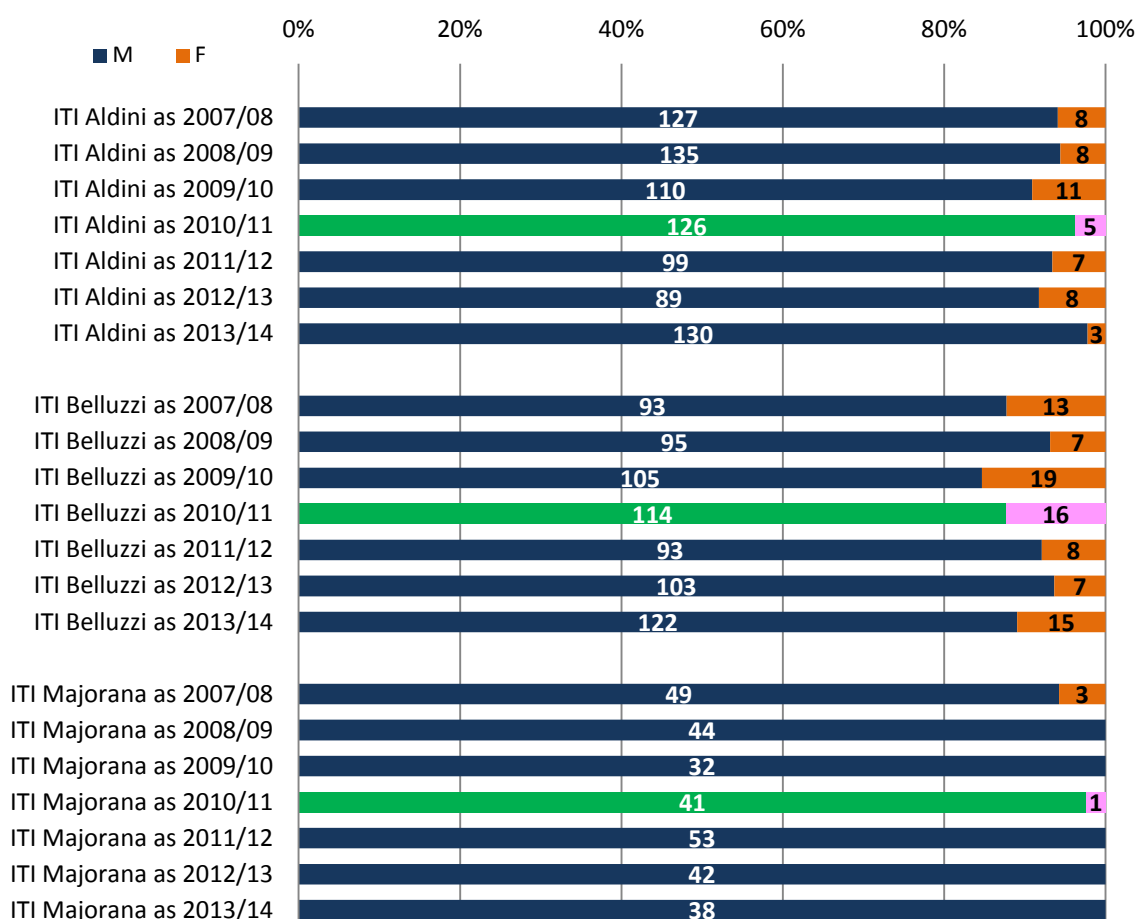 0% 20% 40% 60% 80% 100%
M F
ITI Aldini as 2007/08 127 8
ITI Aldini as 2008/09 135 8
ITI Aldini as 2009/10 110 11
ITI Aldini as 2010/11 126 5
ITI Aldini as 2011/12 99 7
ITI Aldini as 2012/13 89 8
ITI Aldini as 2013/14 130 3
ITI Belluzzi as 2007/08 93 13
ITI Belluzzi as 2008/09 95 7
ITI Belluzzi as 2009/10 105 19
ITI Belluzzi as 2010/11 114 16
ITI Belluzzi as 2011/12 93 8
ITI Belluzzi as 2012/13 103 7
ITI Belluzzi as 2013/14 122 15
ITI Majorana as 2007/08 49 3
ITI Majorana as 2008/09 44
ITI Majorana as 2009/10 32
ITI Majorana as 2010/11 41 1
ITI Majorana as 2011/12 53
ITI Majorana as 2012/13 42
ITI Majorana as 2013/14 38